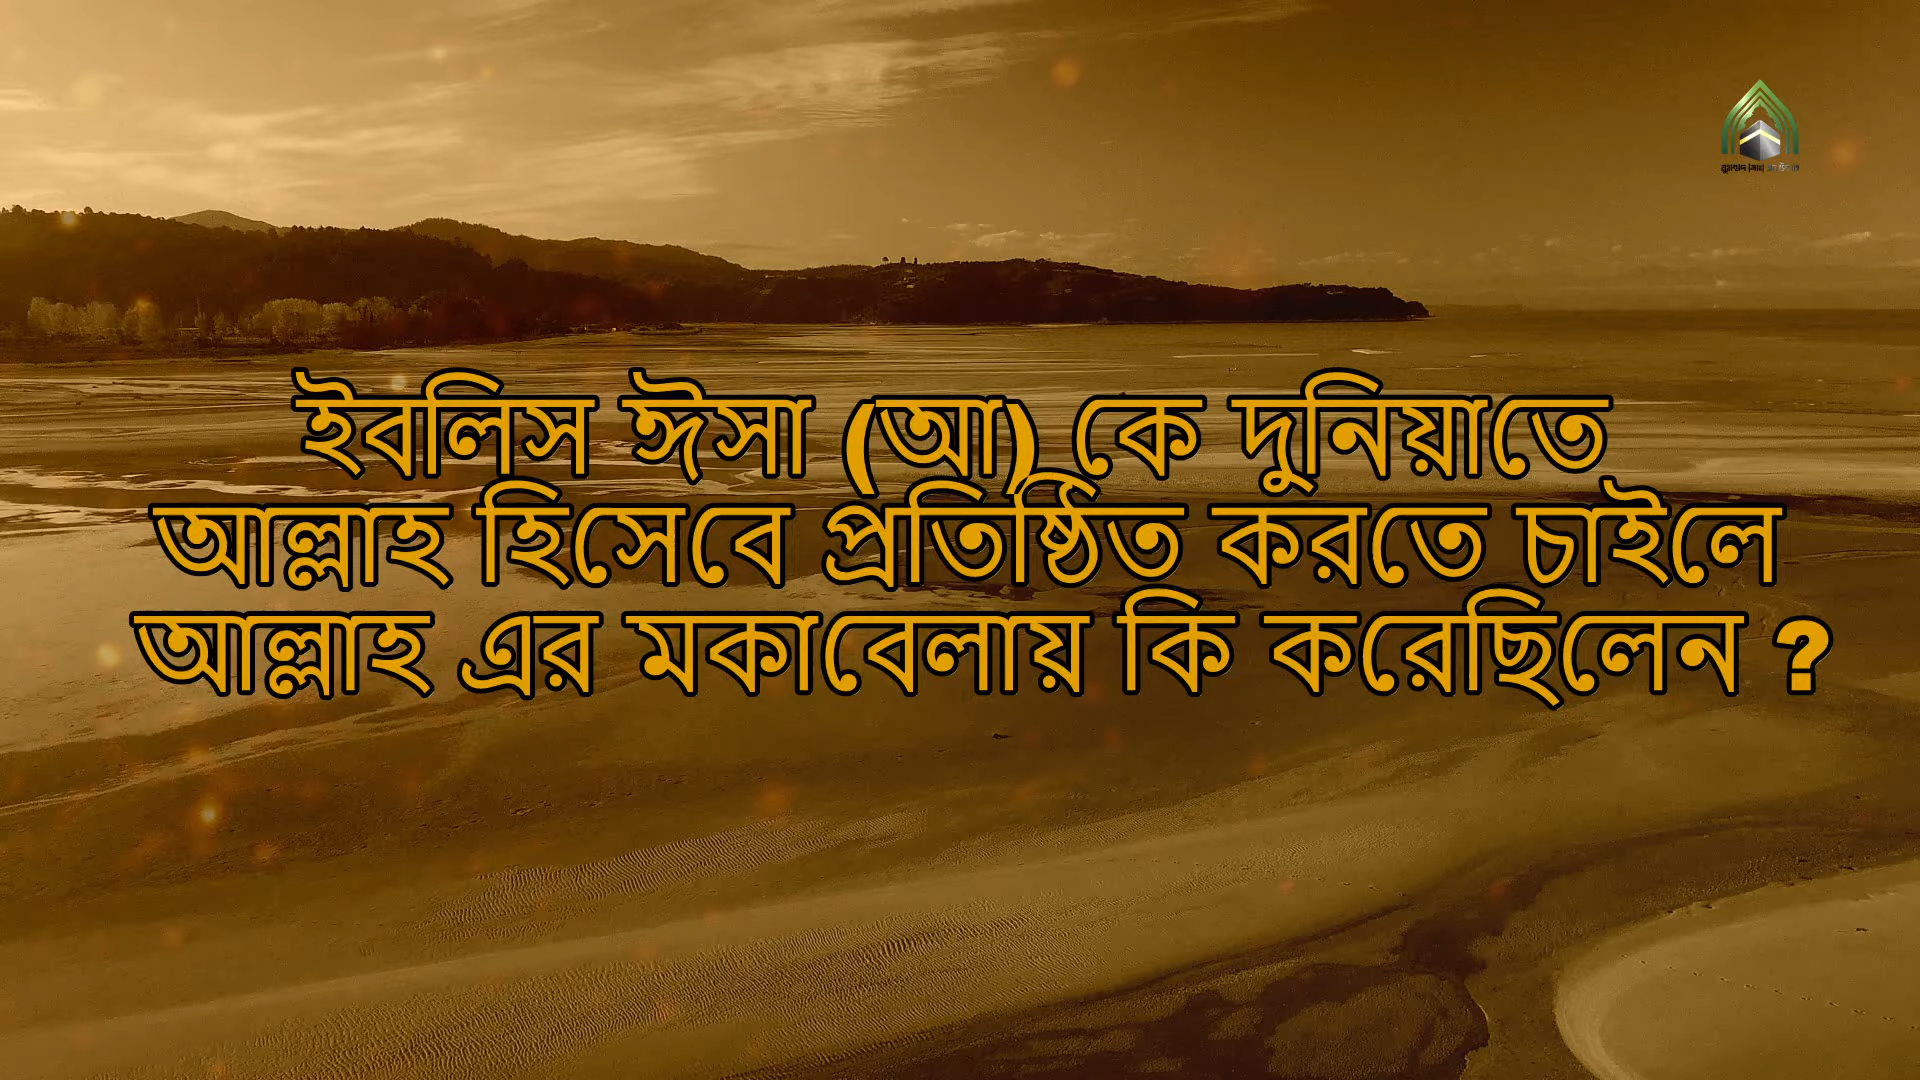 ইবলিস ঈসা (আ) কে দুনিয়াতে
আল্লাহ হিসেবে প্রতিষ্ঠিত করতে চাইলে
আল্লাহ এর মকাবেলায় কি করেছিলেন ?